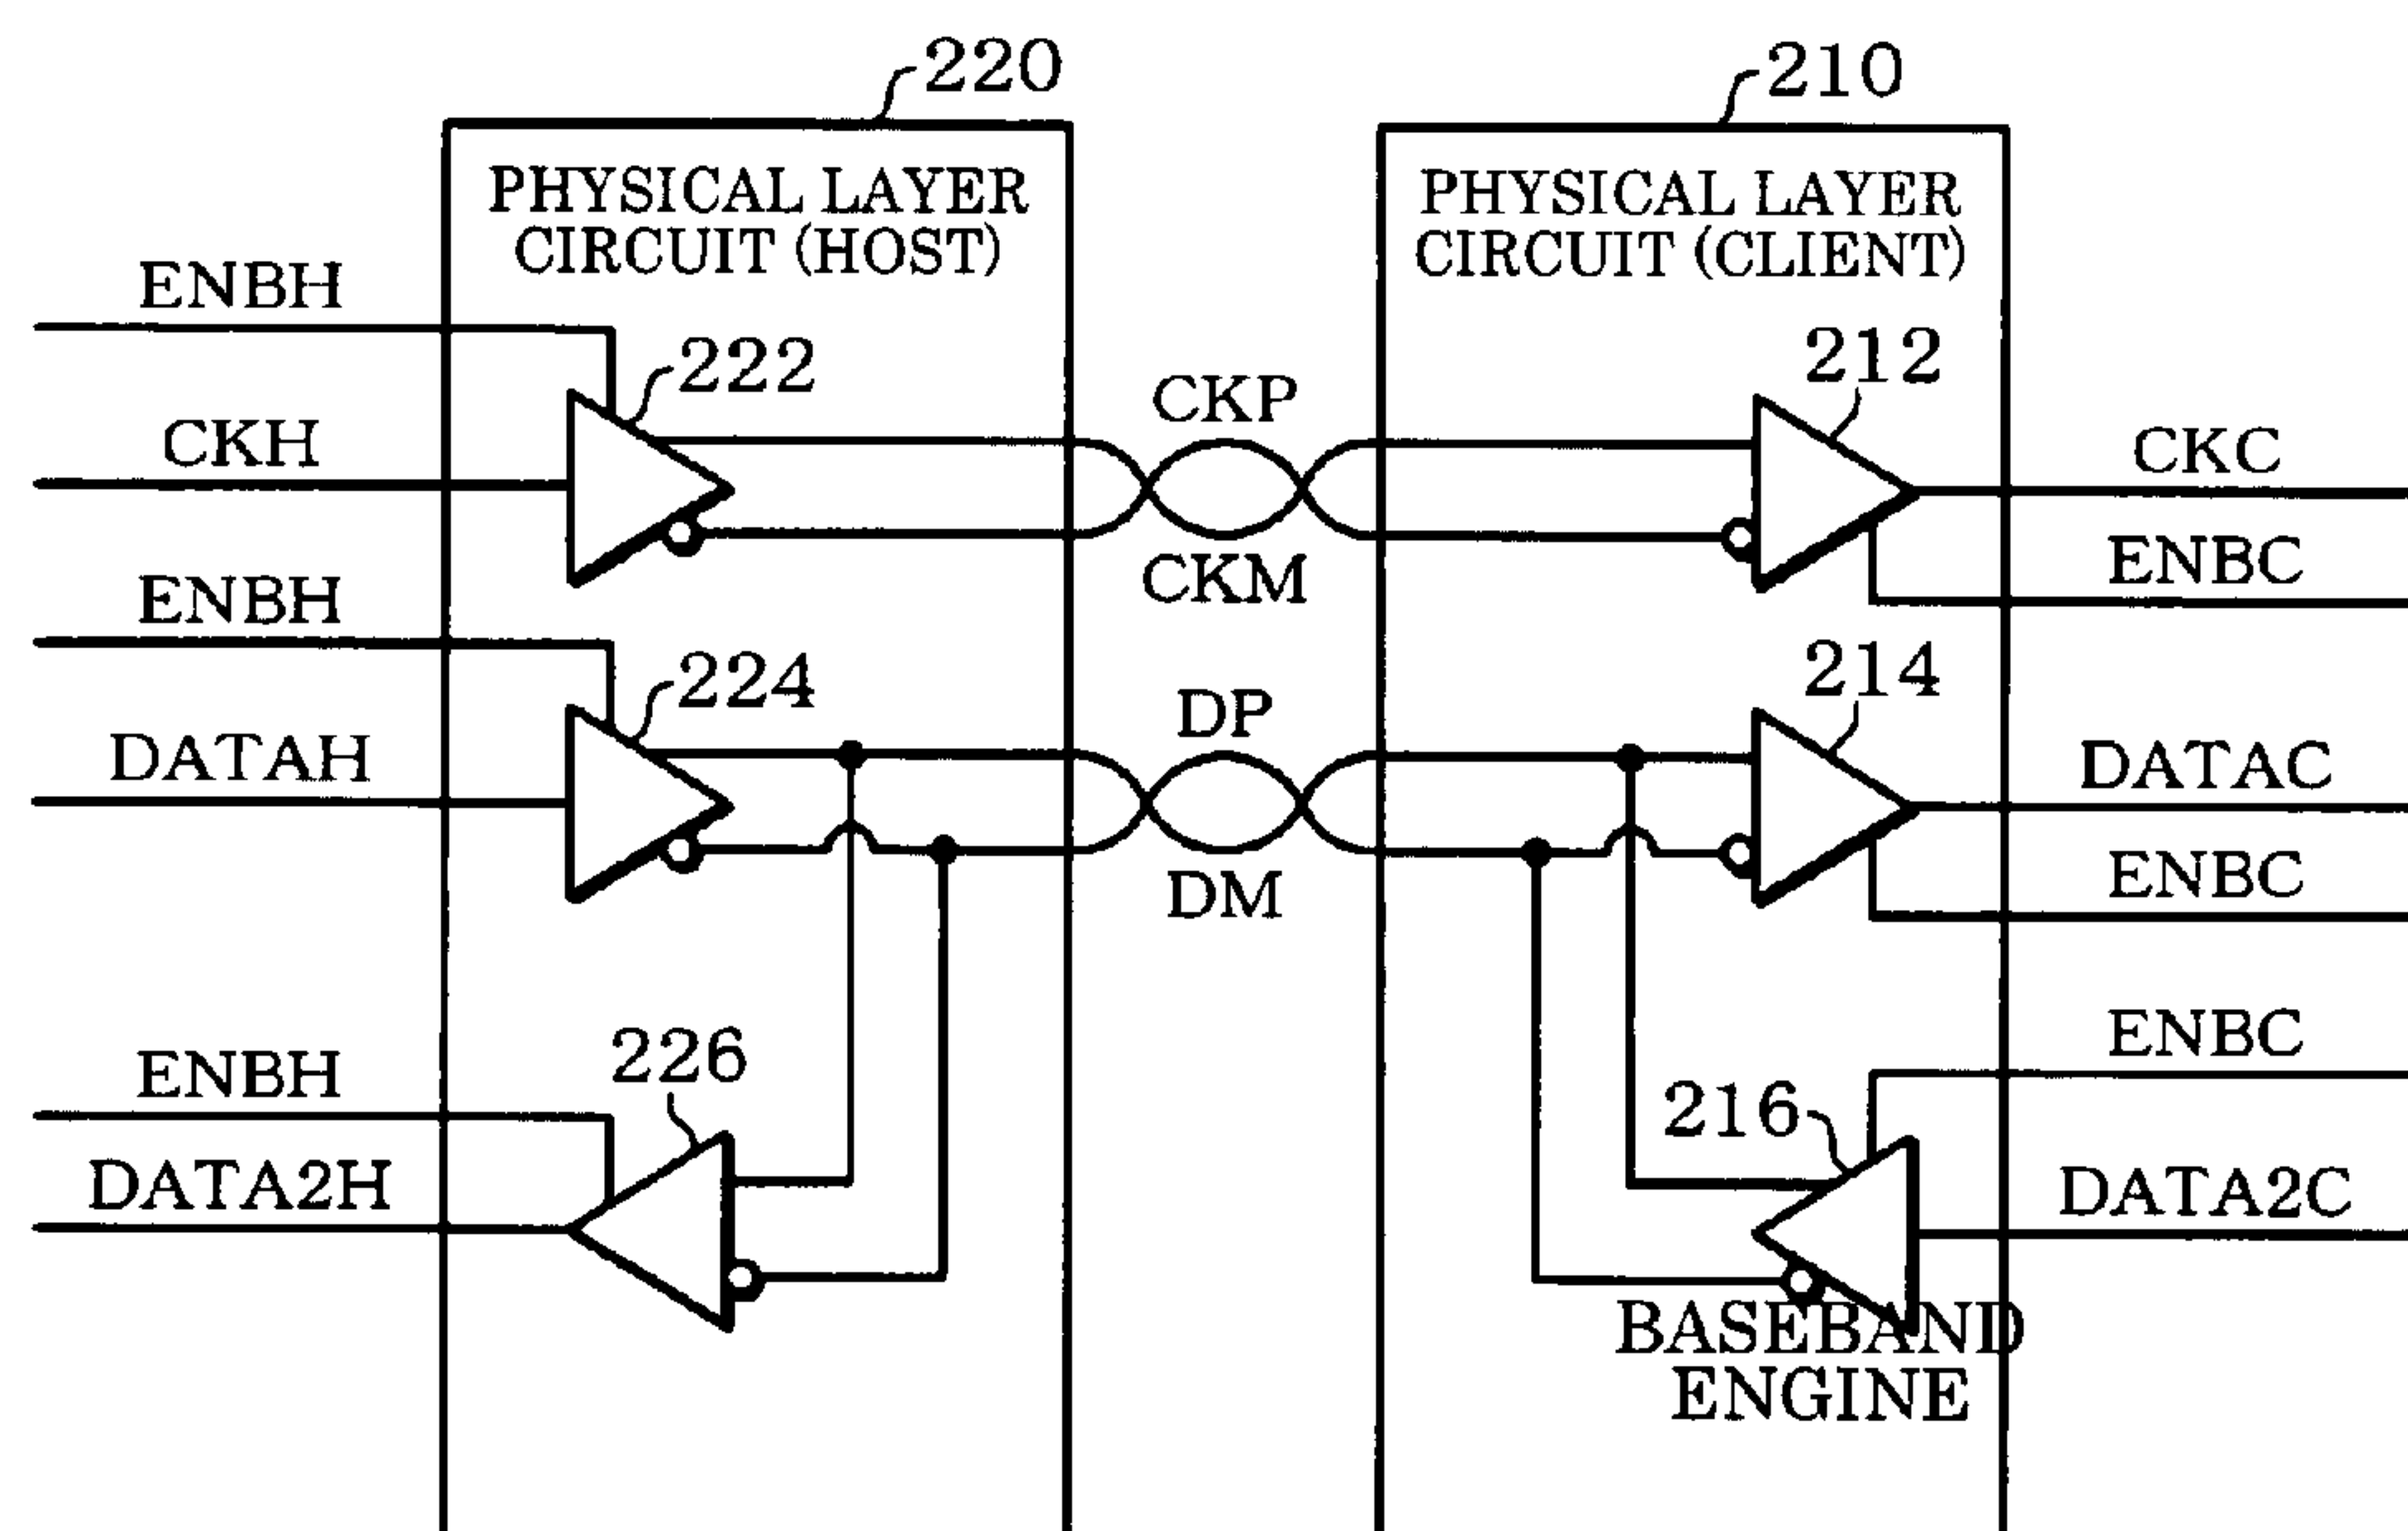 220
210
PHYSICAL LAYER
CIRCUIT (HOST)
PHYSICAL LAYER
CIRCUIT (CLIENT)
ENBH
222
212
CKP
CKH
CKC
CKM
ENBC
ENBH
224
214
DP
DATAH
DATAC
DM
ENBC
ENBC
226
ENBH
216
DATA2H
DATA2C
BASEBAND
ENGINE